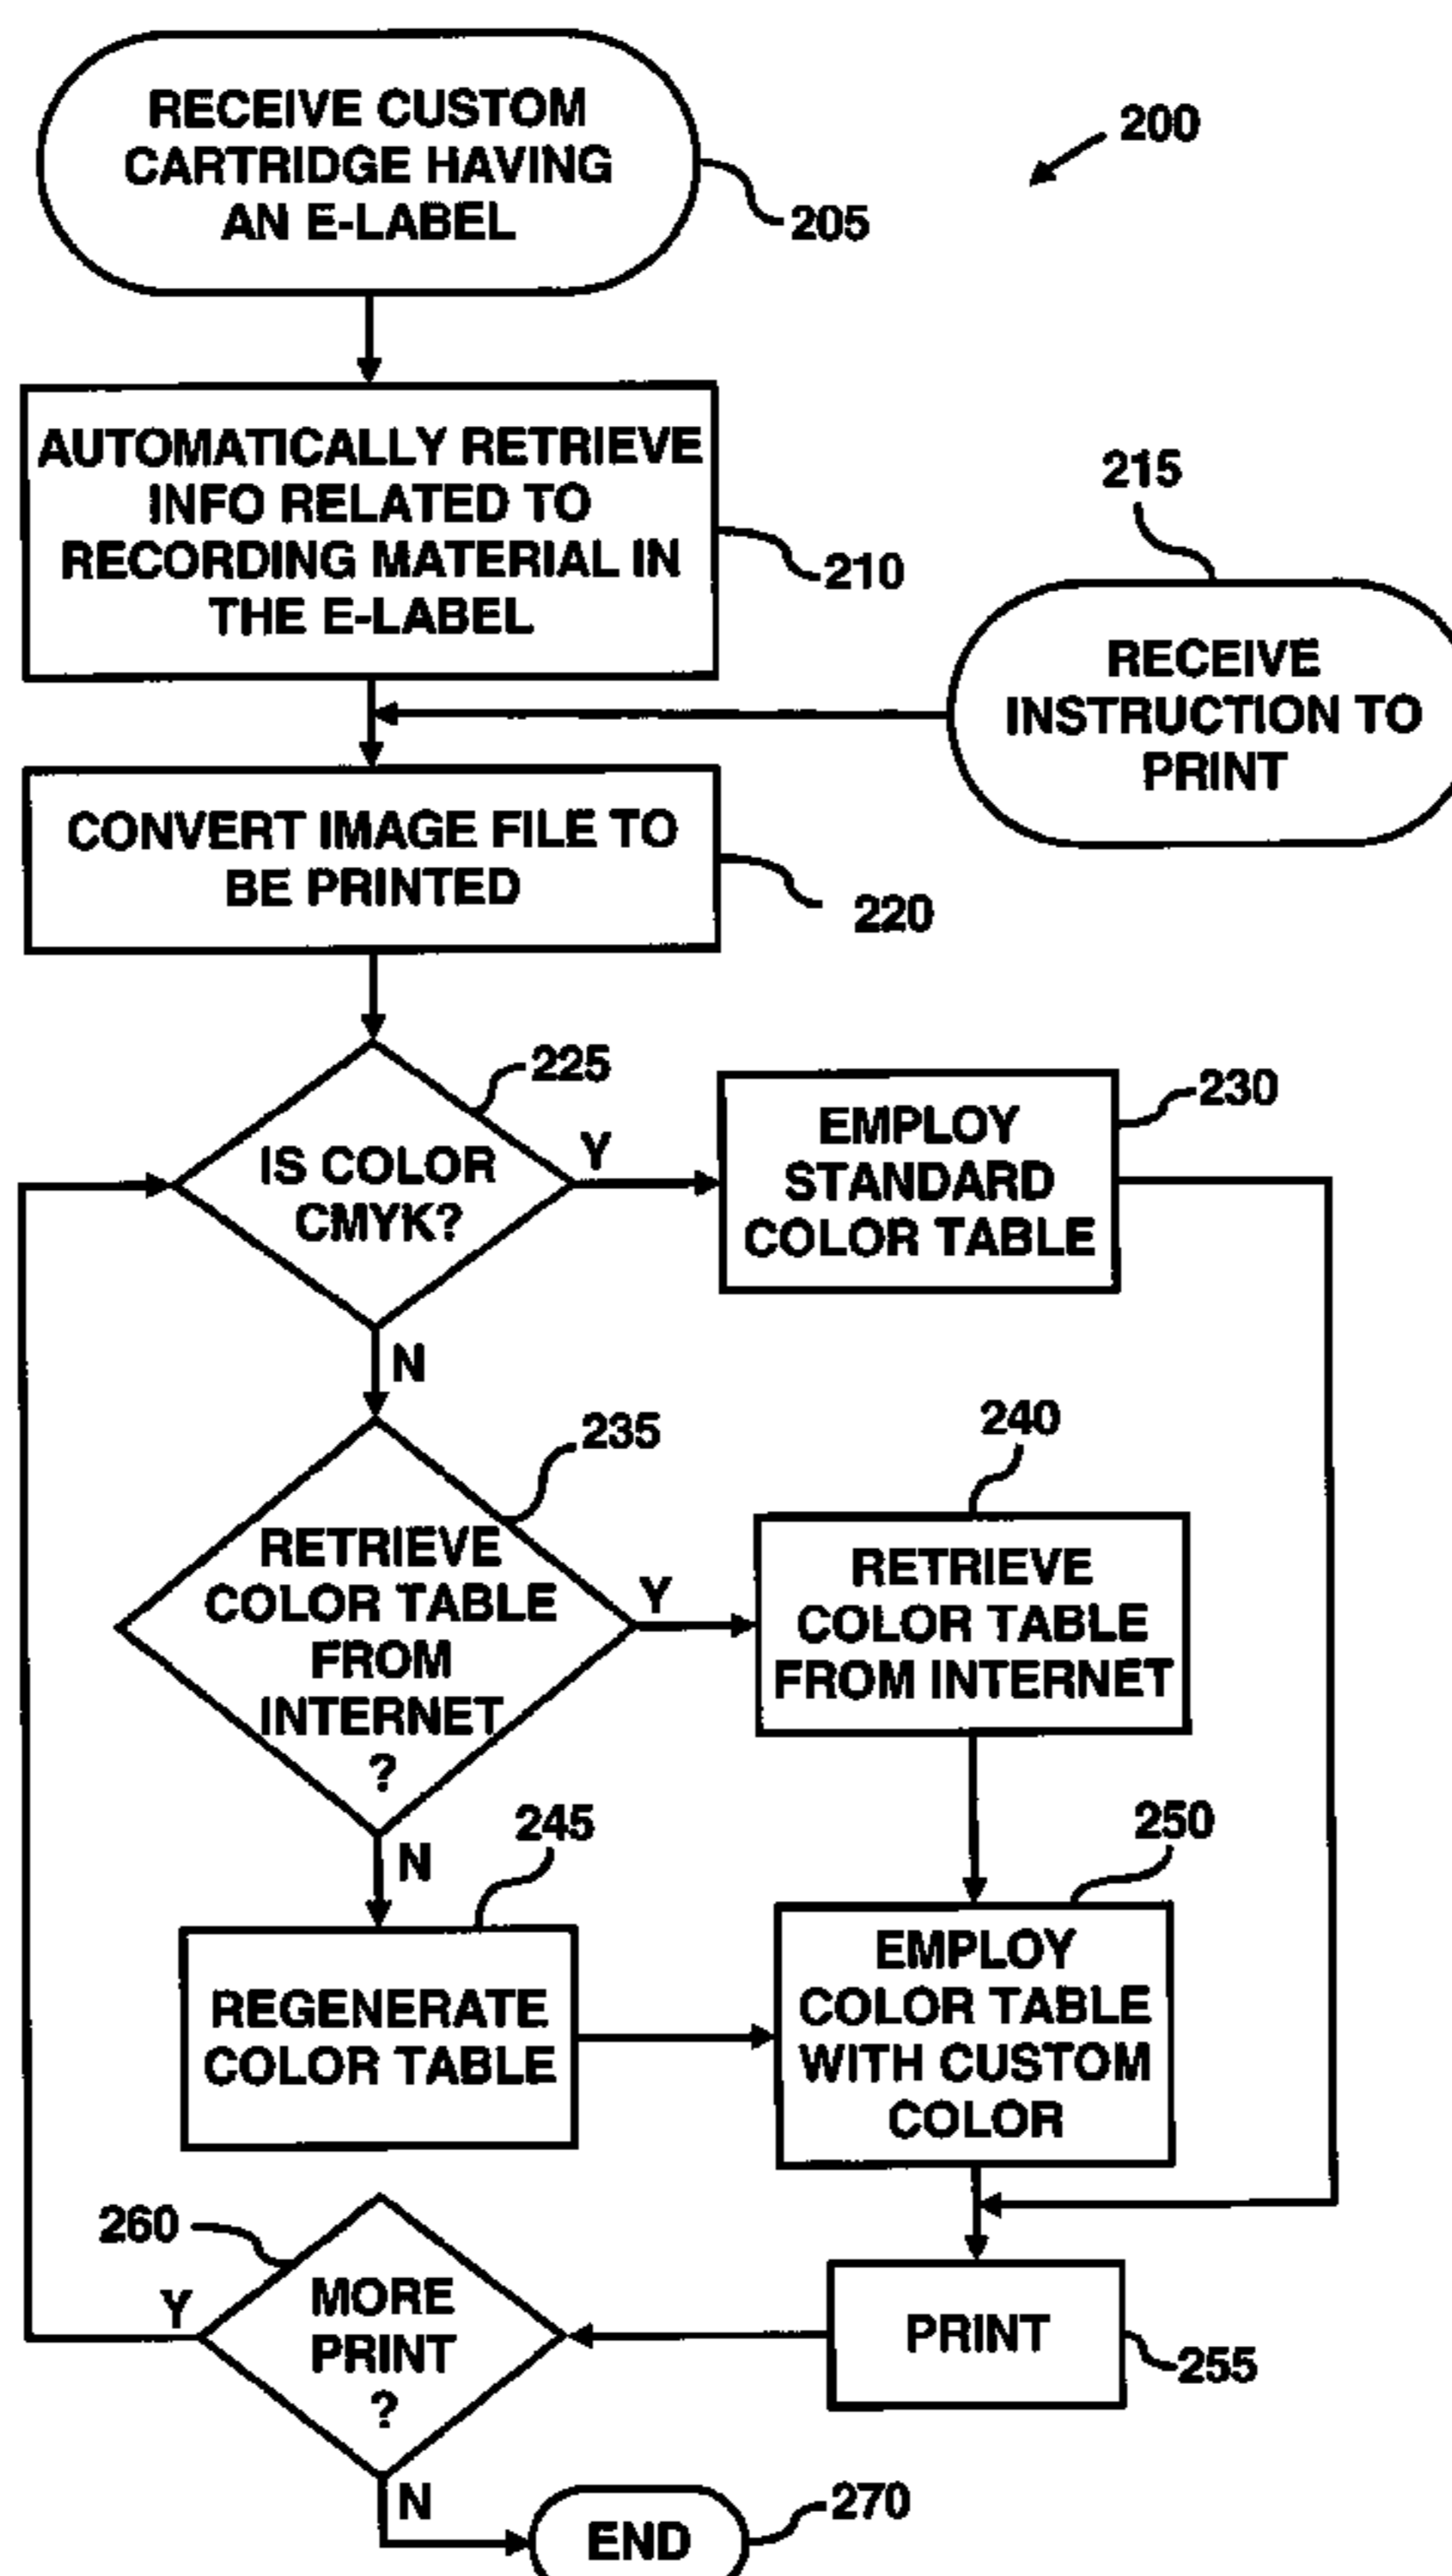 RECEIVE CUSTOM
CARTRIDGE HAVING
AN E-LABEL
200
205
AUTOMATICALLY RETRIEVE
INFO RELATED TO
RECORDING MATERIAL IN
THE E-LABEL
210
215
RECEIVE
INSTRUCTION TO
PRINT
CONVERT IMAGE FILE TO
BE PRINTED
220
225
IS COLOR
CMYK?
Y
EMPLOY
STANDARD
COLOR TABLE
230
N
235
RETRIEVE
COLOR TABLE
FROM
INTERNET
?
Y
240
RETRIEVE
COLOR TABLE
FROM INTERNET
N
245
REGENERATE
COLOR TABLE
250
EMPLOY
COLOR TABLE
WITH CUSTOM
COLOR
260
MORE
PRINT
?
Y
PRINT
255
N
END
270